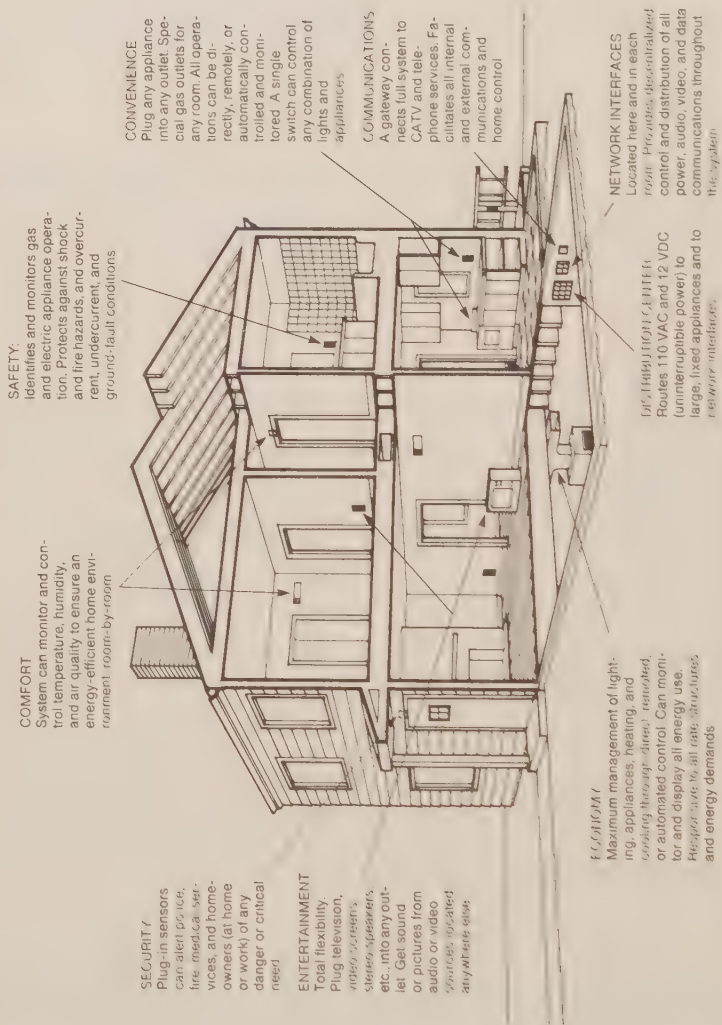 SECURITY
Plug-in sensors
can alert police,
fire, medical ser-
vices, and home-
owners (at home
or work) of any
danger or critical
need
ENTERTAINMENT
Total flexibility.
Plug television,
video screens,
stereo speakers
etc., into any out-
let Get sound
or pictures from
audio or video
sources located
anywhere else
COMFORT
System can monitor and con-
trol temperature, humidity,
and air quality to ensure an
energy-efficient home envi-
ronment room-by-room
SAFETY:
Identifies and monitors gas
and electric appliance opera-
tion. Protects against shock
and fire hazards, and overcur-
rent, undercurrent, and
ground-fault conditions
CONVENIENCE
Plug any appliance
into any outlet. Spe-
cial gas outlets for
any room. All opera-
tions can be di-
rectly, remotely, or
automatically con-
trolled and moni-
tored A single
switch can control
any combination of
lights and
appliances
COMMUNICATIONS
A gateway con-
nects full system to
CATV and tele-
phone services. Fa-
cilitates all internal
and external com-
munications and
home control
ECONOMY
Maximum management of light-
ing, appliances, heating, and
cooling through direct, remoted,
or automated control. Can moni-
tor and display all energy use.
Responsive to all rate structures
and energy demands
DISTRIBUTION CENTER
Routes 110 VAC and 12 VDC
(uninterruptible power) to
large, fixed appliances and to
network interfaces
NETWORK INTERFACES
Located here and in each
room Provides decentralized
control and distribution of all
power, audio, video, and data
communications throughout
the system